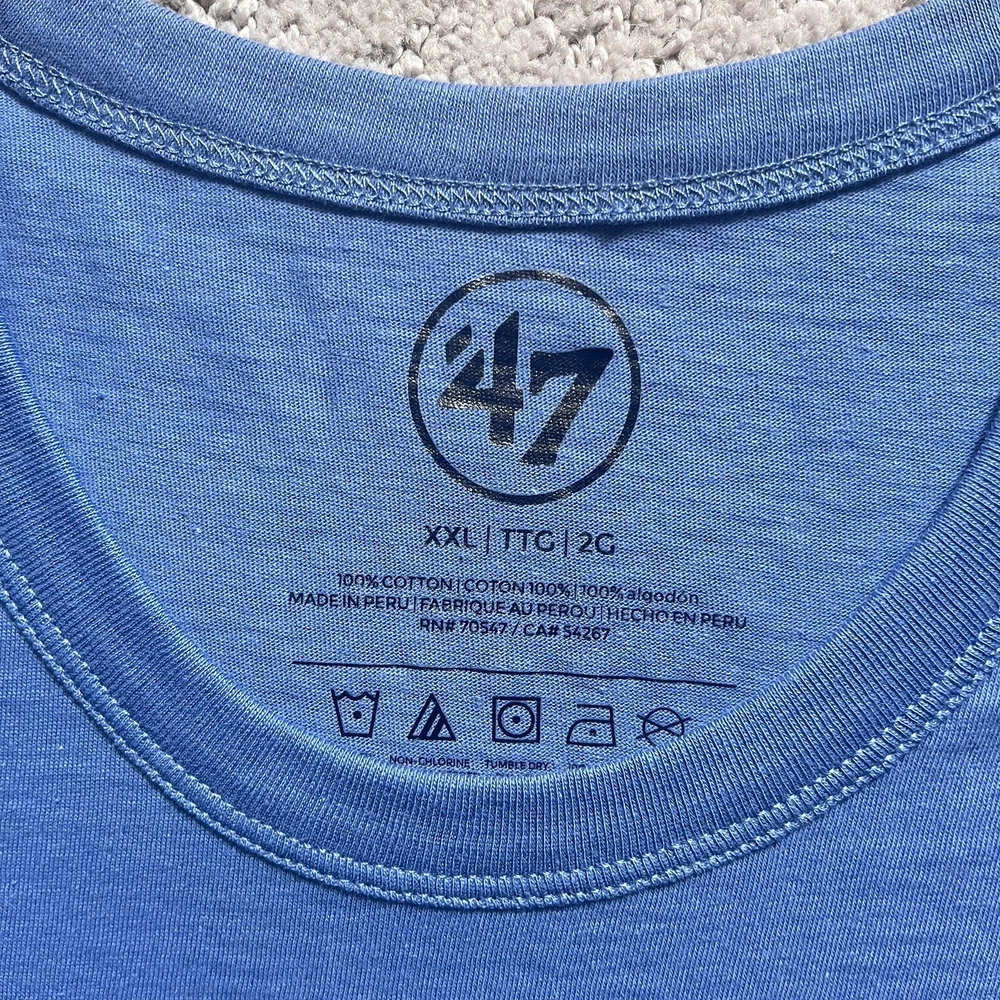 '47
XXL | TTG | 2G
100% COTTON | COTON 100% | 100% algodón
MADE IN PERU | FABRIQUE AU PEROU | HECHO EN PERU
RN# 70547 / CA# 54267
NON-CHLORINE TUMBLE DRY